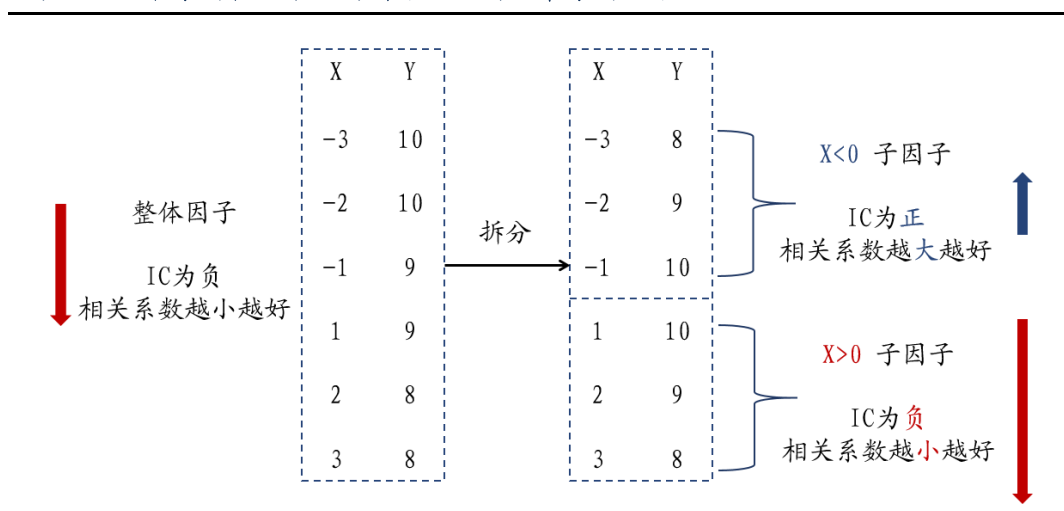 X Y
-3 10
-2 10
-1 9
1 9
2 8
3 8
整体因子
IC为负
相关系数越小越好
拆分
X Y
-3 8
-2 9
-1 10
1 10
2 9
3 8
X<0 子因子
IC为正
相关系数越大越好
X>0 子因子
IC为负
相关系数越小越好